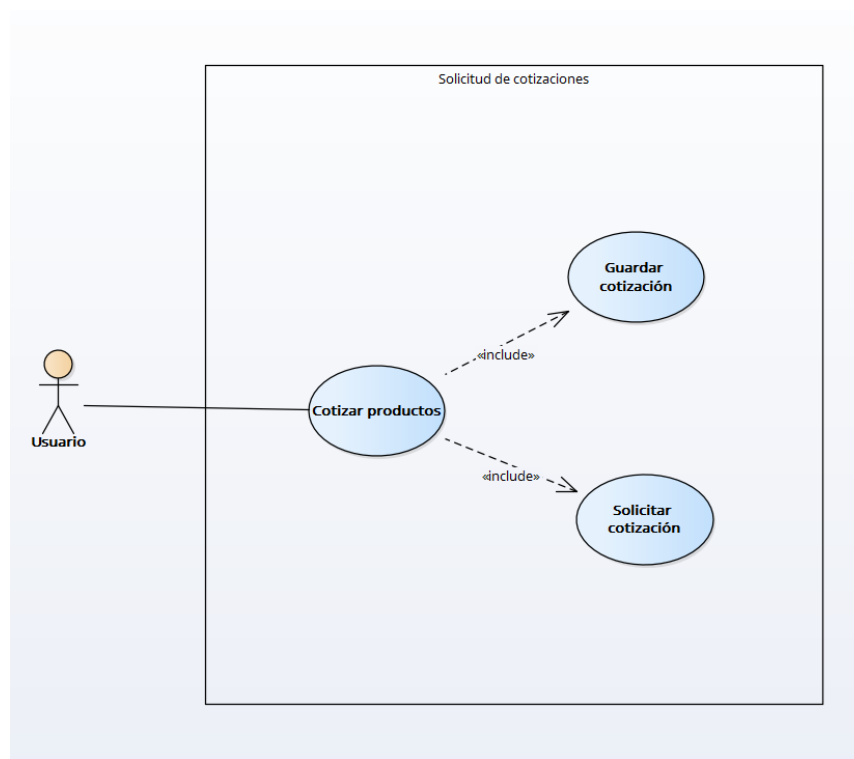 Solicitud de cotizaciones
Guardar
cotización
«include»
Cotizar productos
Usuario
«include»
Solicitar
cotización